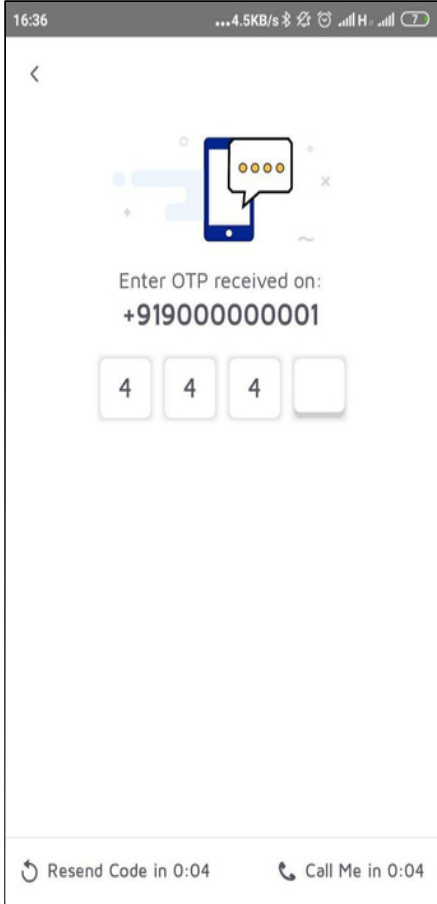 16:36 ...4.5KB/s H 7
Enter OTP received on:
+919000000001
4 4 4
Resend Code in 0:04 Call Me in 0:04